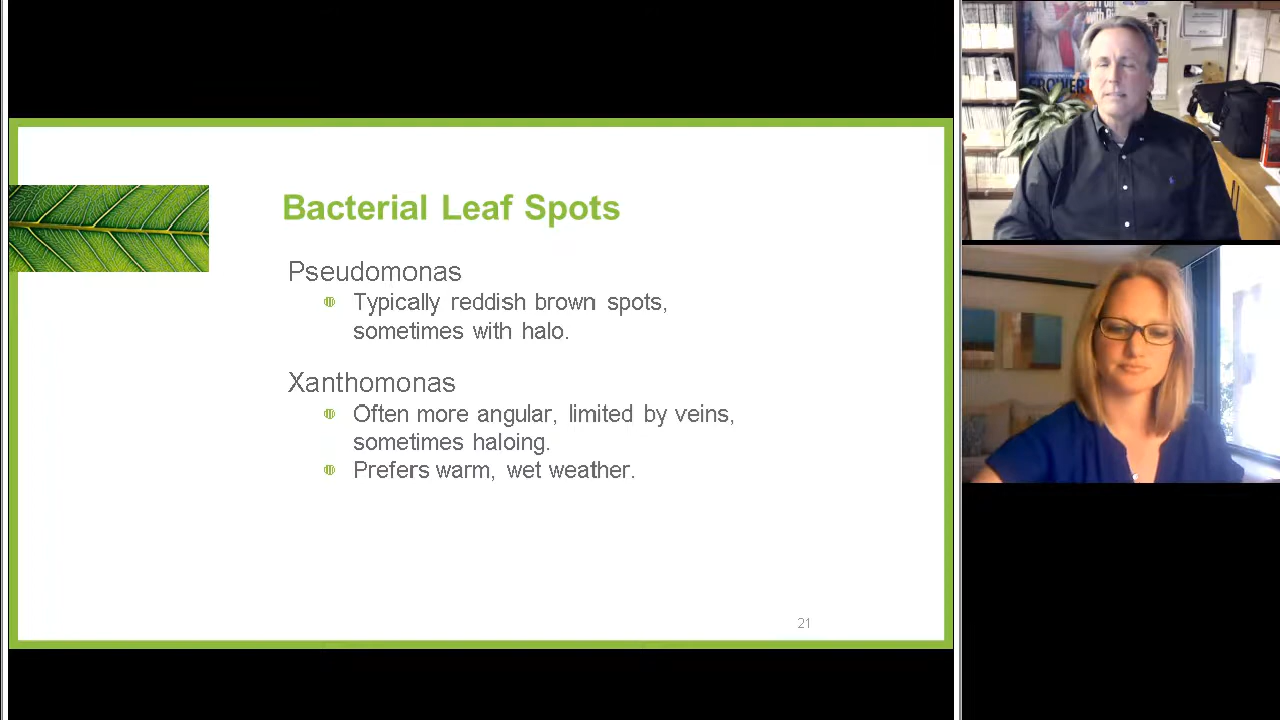 Bacterial Leaf Spots
Pseudomonas
Typically reddish brown spots,
sometimes with halo.
Xanthomonas
Often more angular, limited by veins,
sometimes haloing.
Prefers warm, wet weather.
21